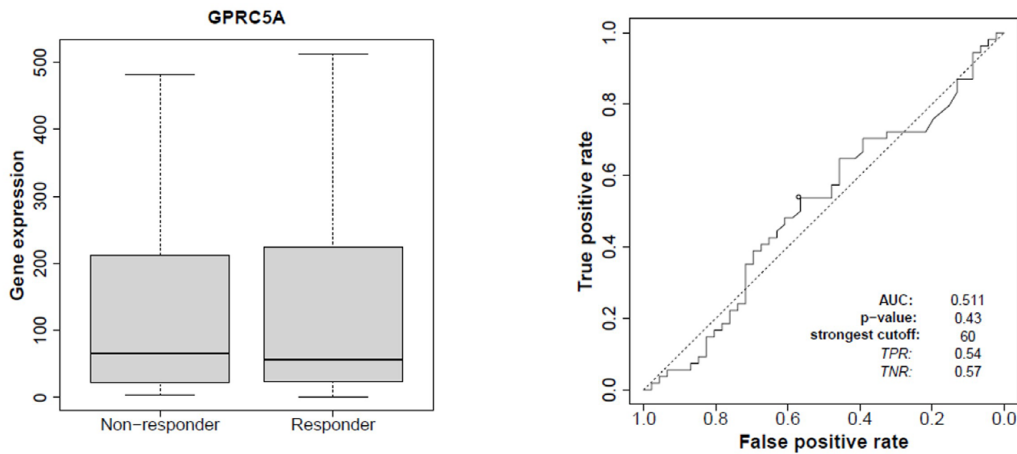 GPRC5A
Gene expression
500
400
300
200
100
0
Non-responder
Responder
True positive rate
1.0
0.8
0.6
0.4
0.2
0.0
AUC: 0.511
p-value: 0.43
strongest cutoff: 60
TPR: 0.54
TNR: 0.57
1.0 0.8 0.6 0.4 0.2 0.0
False positive rate